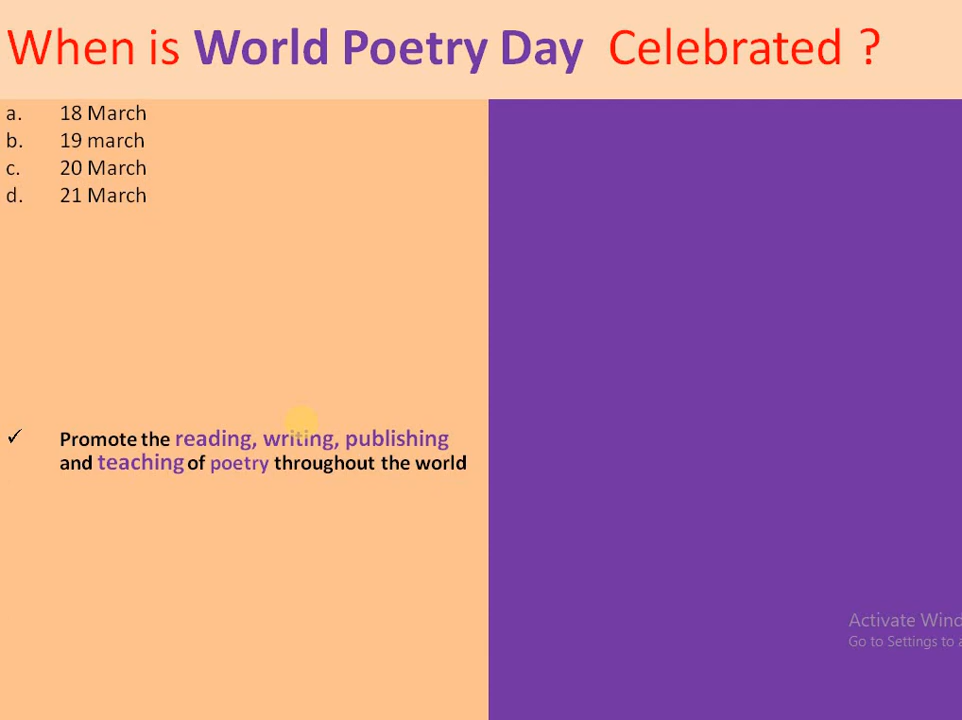 When is World Poetry Day Celebrated ?
a. 18 March
b. 19 march
c. 20 March
d. 21 March
✓ Promote the reading, writing, publishing
and teaching of poetry throughout the world
Activate Wind
Go to Settings to a